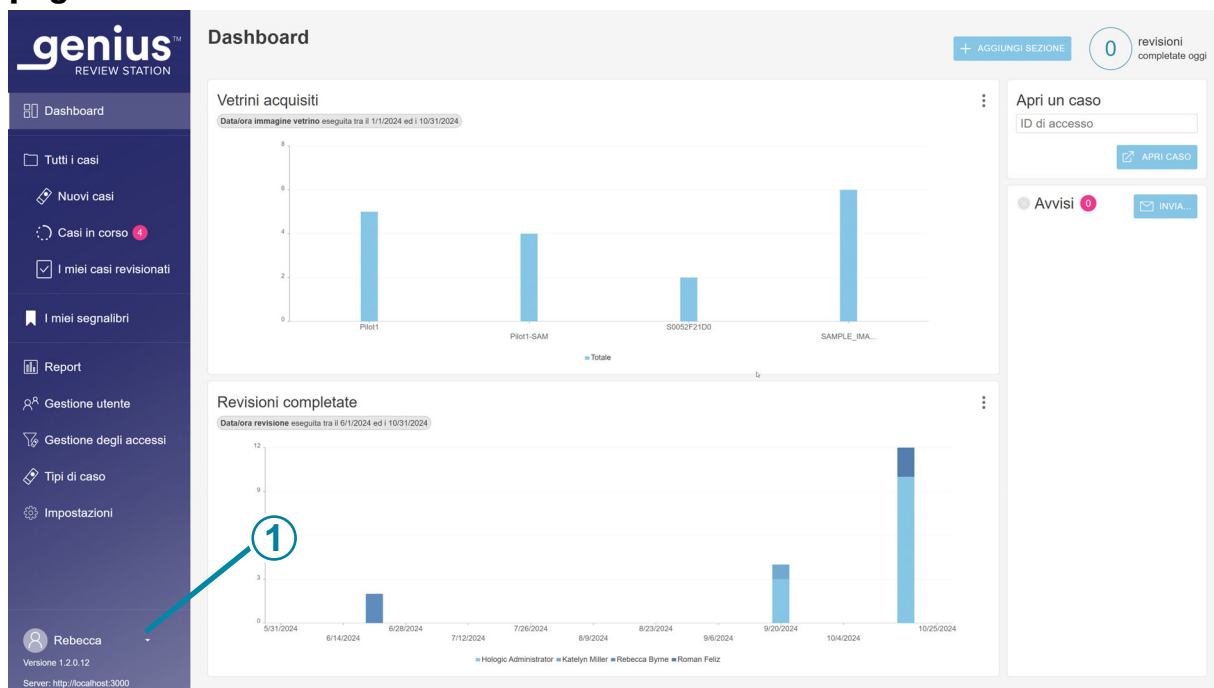 genius™
REVIEW STATION
Dashboard
Tutti i casi
Nuovi casi
Casi in corso 4
I miei casi revisionati
I miei segnalibri
Report
Gestione utente
Gestione degli accessi
Tipi di caso
Impostazioni
Rebecca
Versione 1.2.0.12
Server: http://localhost:3000
1
Dashboard
+ AGGIUNGI SEZIONE
0
revisioni
completate oggi
Vetrini acquisiti
Data/ora immagine vetrino eseguita tra il 1/1/2024 ed i 10/31/2024
8
6
4
2
0
Pilot1
Pilot1-SAM
S0052F21D0
SAMPLE_IMA...
Totale
Revisioni completate
Data/ora revisione eseguita tra il 6/1/2024 ed i 10/31/2024
12
9
3
0
5/31/2024
6/14/2024
6/28/2024
7/12/2024
7/26/2024
8/9/2024
8/23/2024
9/6/2024
9/20/2024
10/4/2024
10/25/2024
Hologic Administrator Katelyn Miller Rebecca Byrne Roman Feliz
Apri un caso
ID di accesso
APRI CASO
Avvisi 0
INVIA...